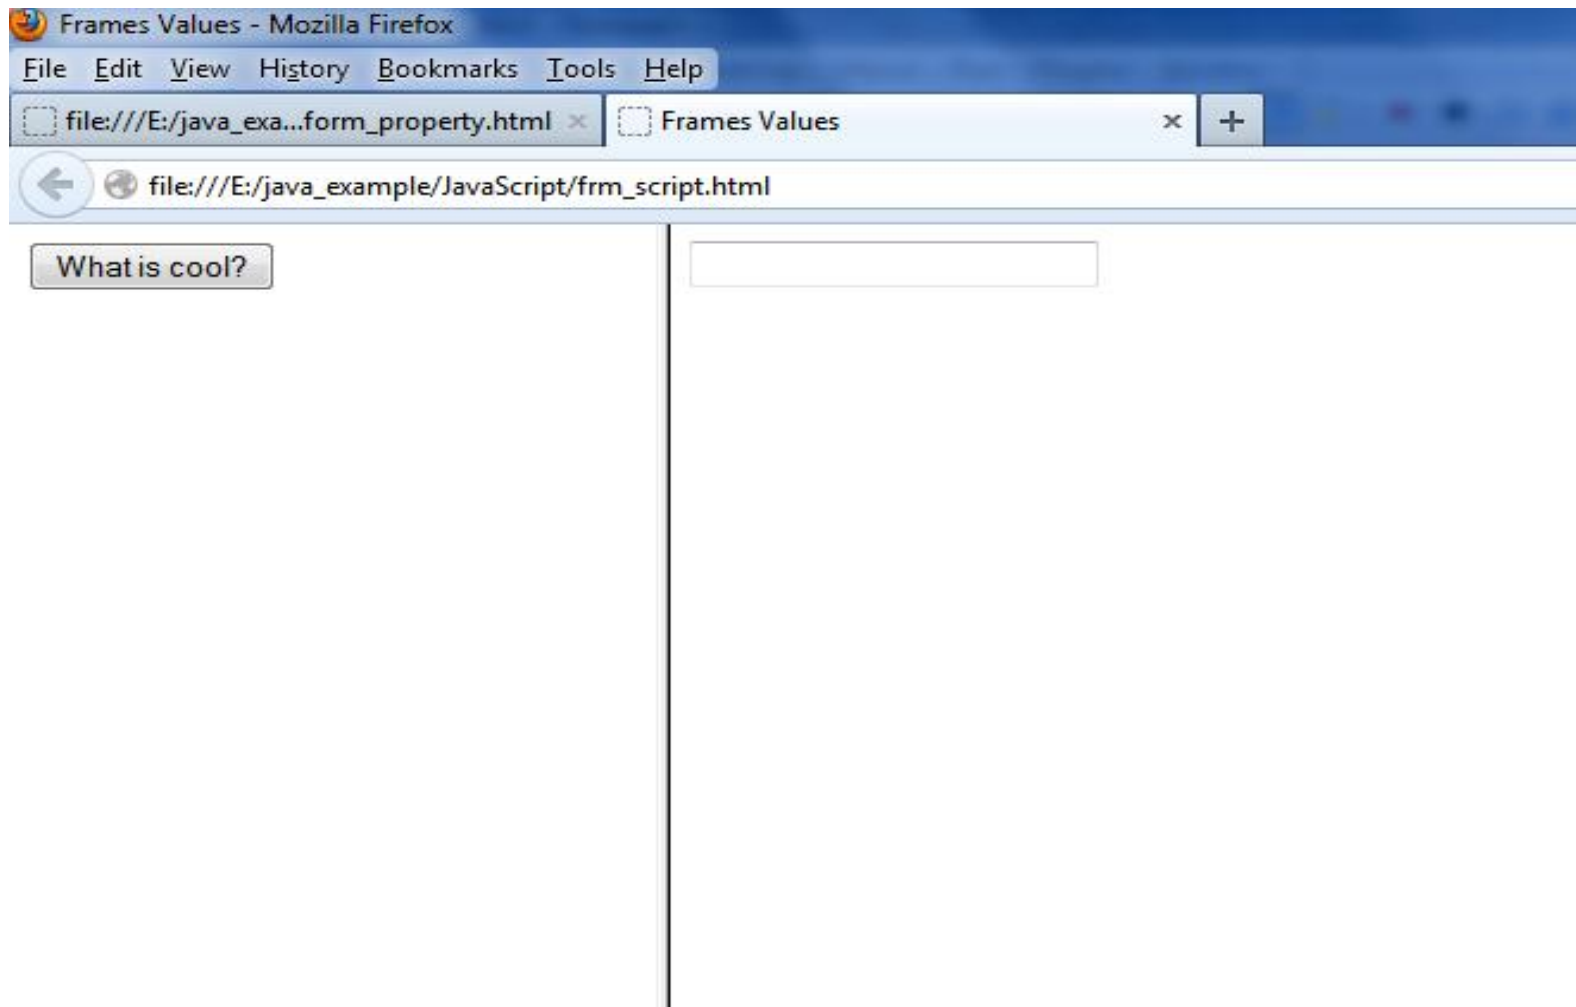 Frames Values - Mozilla Firefox
File Edit View History Bookmarks Tools Help
file:///E:/java_exa...form_property.html × Frames Values × +
file:///E:/java_example/JavaScript/frm_script.html
What is cool?